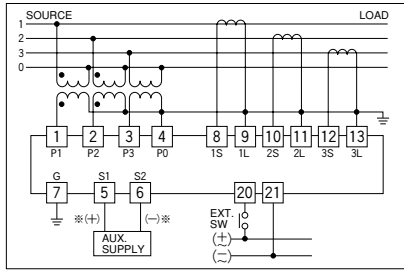 SOURCE LOAD
1
2
3
0
1 2 3 4 8 9 10 11 12 13
P1 P2 P3 P0 1S 1L 2S 2L 3S 3L
G S1 S2
7 5 6 20 21
※(+) (−)※
AUX. SUPPLY
EXT. SW
(±)
(∓)